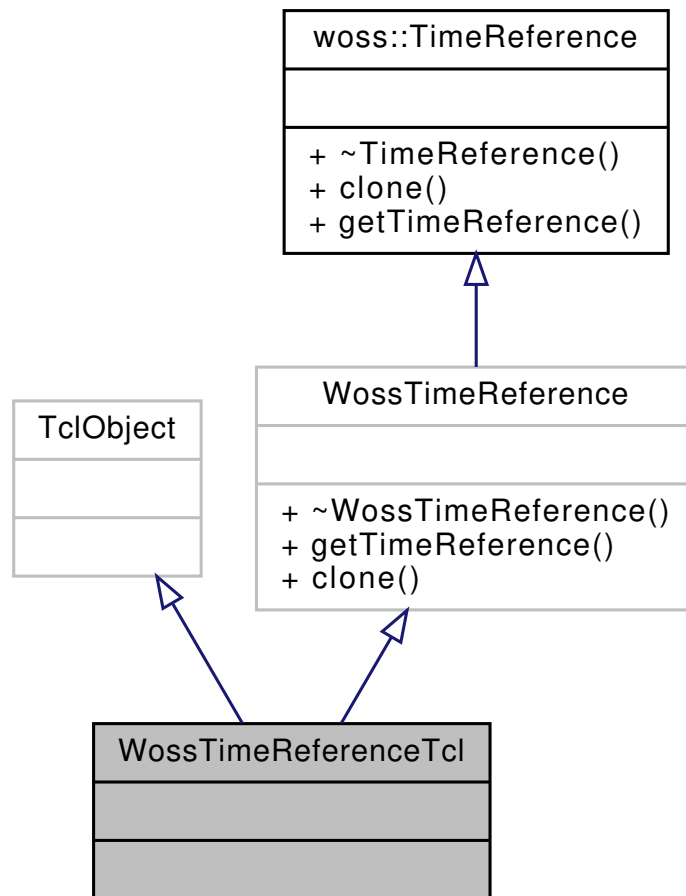 woss::TimeReference
+ ~TimeReference()
+ clone()
+ getTimeReference()
TclObject
WossTimeReference
+ ~WossTimeReference()
+ getTimeReference()
+ clone()
WossTimeReferenceTcl